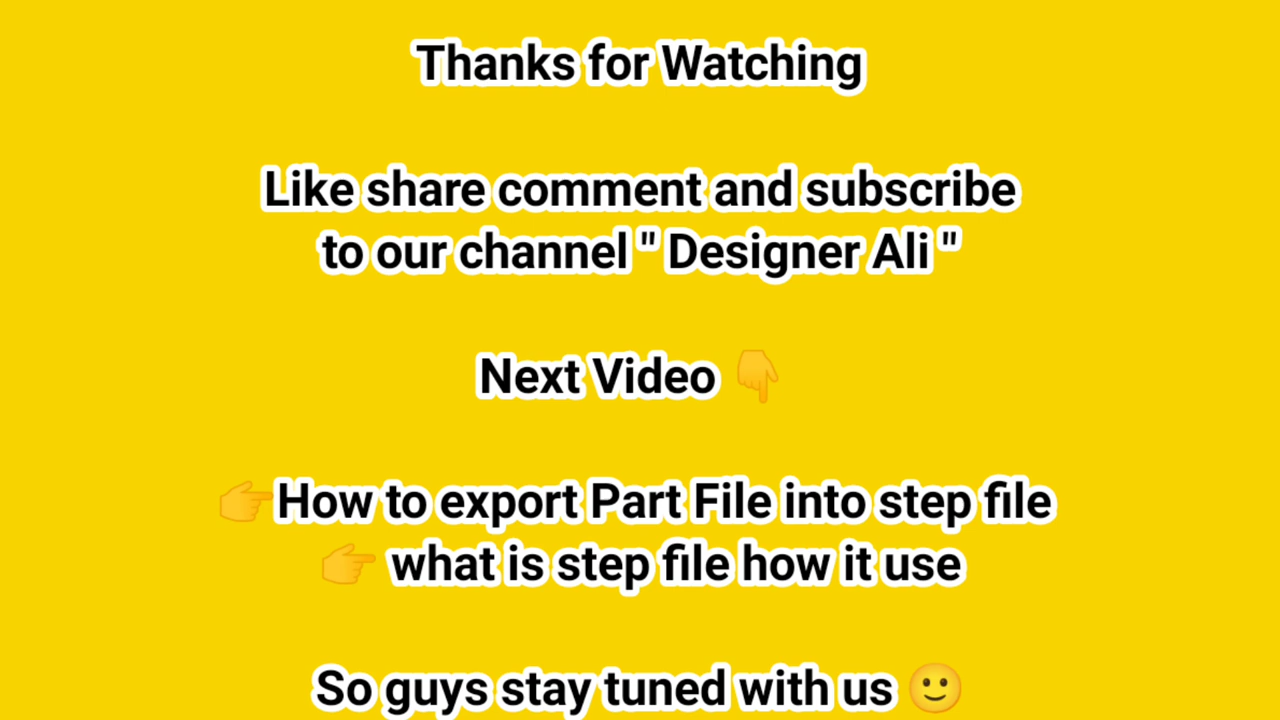 Thanks for Watching
Like share comment and subscribe
to our channel " Designer Ali "
Next Video 👇
👉How to export Part File into step file
👉 what is step file how it use
So guys stay tuned with us 🙂